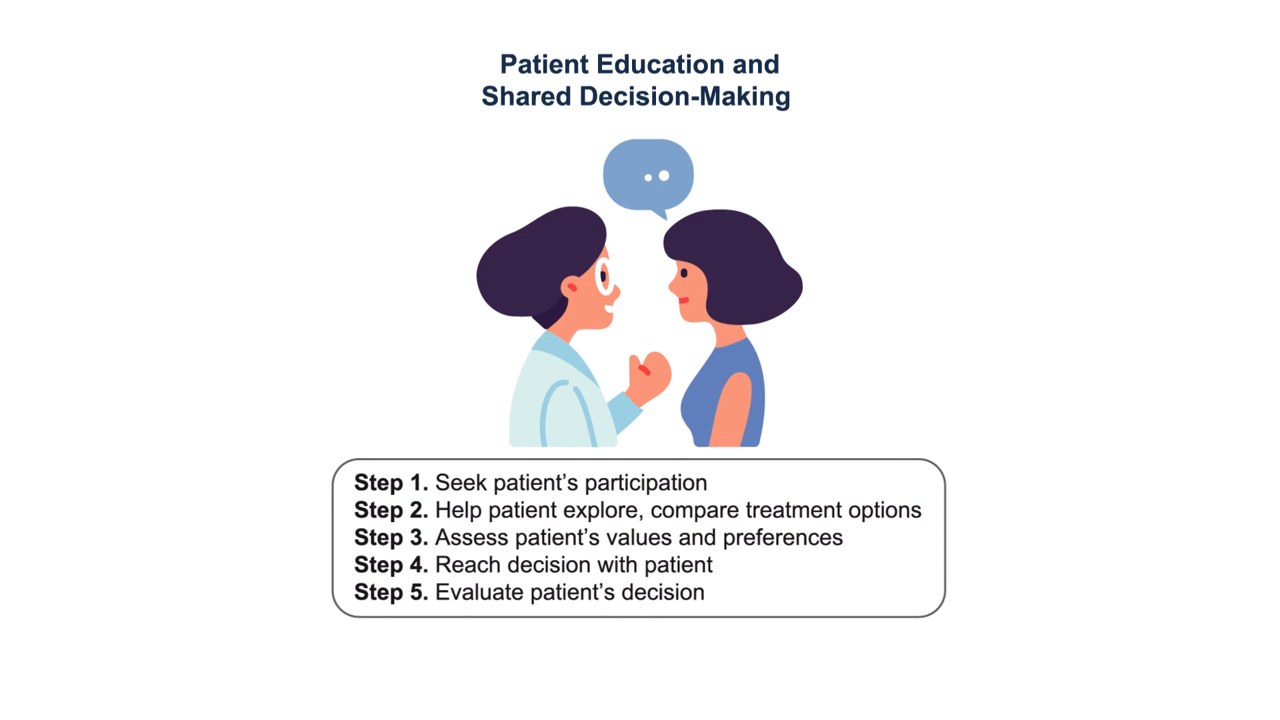 Patient Education and
Shared Decision-Making
Step 1. Seek patient’s participation
Step 2. Help patient explore, compare treatment options
Step 3. Assess patient’s values and preferences
Step 4. Reach decision with patient
Step 5. Evaluate patient’s decision